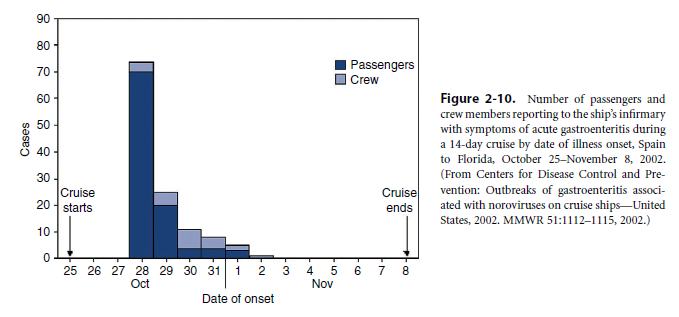 90
80
70
60
50
40
30
20
10
0
Cases
Passengers
Crew
Cruise
starts
Cruise
ends
25 26 27 28 29 30 31 1 2 3 4 5 6 7 8
Oct Nov
Date of onset
Figure 2-10. Number of passengers and
crew members reporting to the ship's infirmary
with symptoms of acute gastroenteritis during
a 14-day cruise by date of illness onset, Spain
to Florida, October 25–November 8, 2002.
(From Centers for Disease Control and Pre-
vention: Outbreaks of gastroenteritis associ-
ated with noroviruses on cruise ships—United
States, 2002. MMWR 51:1112–1115, 2002.)